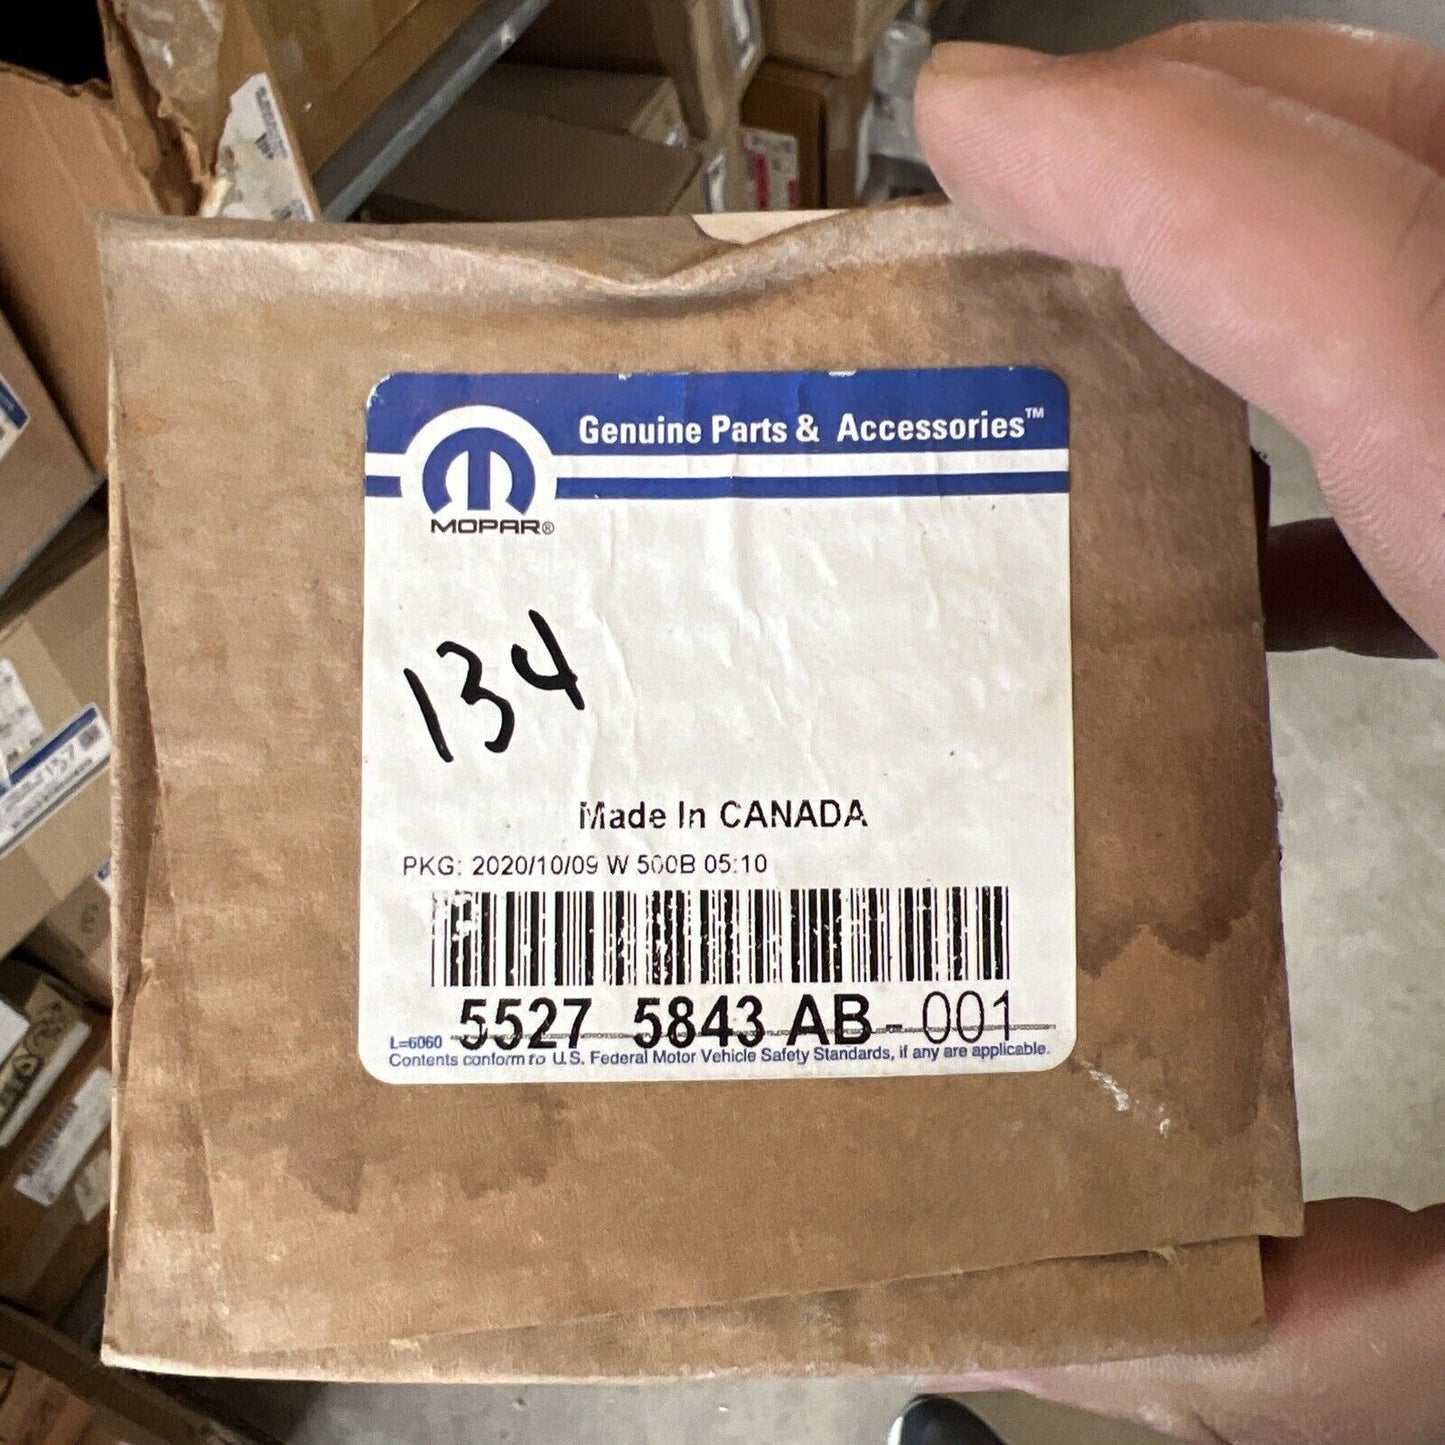 Genuine Parts & Accessories™
MOPAR®
134
Made In CANADA
PKG: 2020/10/09 W 500B 05:10
5527 5843 AB-001
L=6060
Contents conform to U.S. Federal Motor Vehicle Safety Standards, if any are applicable.